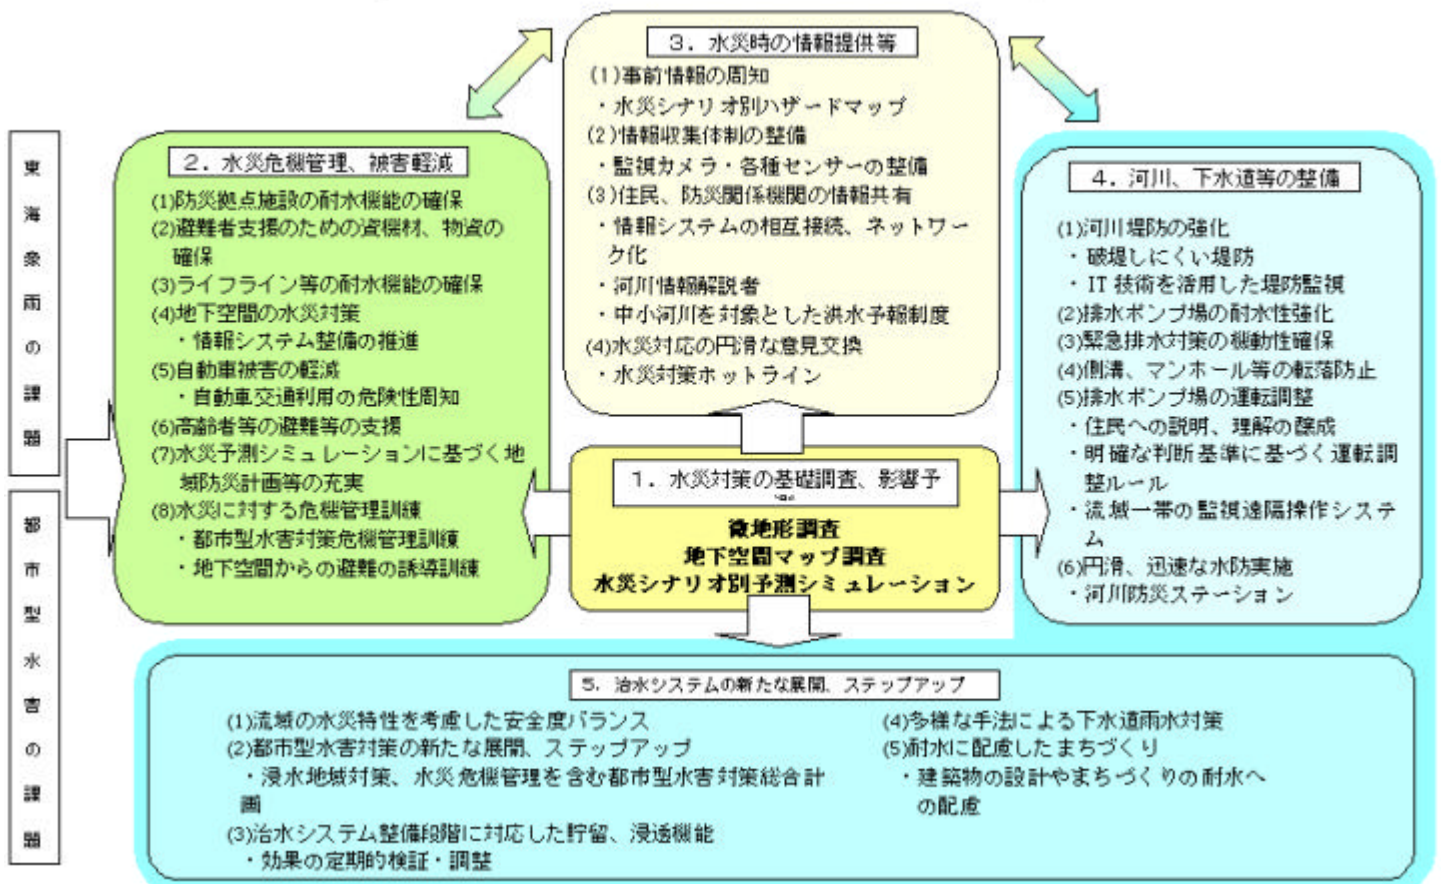 東海豪雨の課題
都市型水害の課題
3．水災時の情報提供等
(1)事前情報の周知
・水災シナリオ別ハザードマップ
(2)情報収集体制の整備
・監視カメラ・各種センサーの整備
(3)住民、防災関係機関の情報共有
・情報システムの相互接続、ネットワー
ク化
・河川情報解説者
・中小河川を対象とした洪水予報制度
(4)水災対応の円滑な意見交換
・水災対策ホットライン
2．水災危機管理、被害軽減
(1)防災拠点施設の耐水機能の確保
(2)避難者支援のための資機材、物資の
確保
(3)ライフライン等の耐水機能の確保
(4)地下空間の水災対策
・情報システム整備の推進
(5)自動車被害の軽減
・自動車交通利用の危険性周知
(6)高齢者等の避難等の支援
(7)水災予測シミュレーションに基づく地
域防災計画等の充実
(8)水災に対する危機管理訓練
・都市型水害対策危機管理訓練
・地下空間からの避難の誘導訓練
1．水災対策の基礎調査、影響予
微地形調査
地下空間マップ調査
水災シナリオ別予測シミュレーション
4．河川、下水道等の整備
(1)河川堤防の強化
・破堤しにくい堤防
・IT 技術を活用した堤防監視
(2)排水ポンプ場の耐水性強化
(3)緊急排水対策の機動性確保
(4)側溝、マンホール等の転落防止
(5)排水ポンプ場の運転調整
・住民への説明、理解の醸成
・明確な判断基準に基づく運転調
整ルール
・流域一帯の監視遠隔操作システ
ム
(6)円滑、迅速な水防実施
・河川防災ステーション
5．治水システムの新たな展開、ステップアップ
(1)流域の水災特性を考慮した安全度バランス
(2)都市型水害対策の新たな展開、ステップアップ
・浸水地域対策、水災危機管理を含む都市型水害対策総合計
画
(3)治水システム整備段階に対応した貯留、浸透機能
・効果の定期的検証・調整
(4)多様な手法による下水道雨水対策
(5)耐水に配慮したまちづくり
・建築物の設計やまちづくりの耐水へ
の配慮